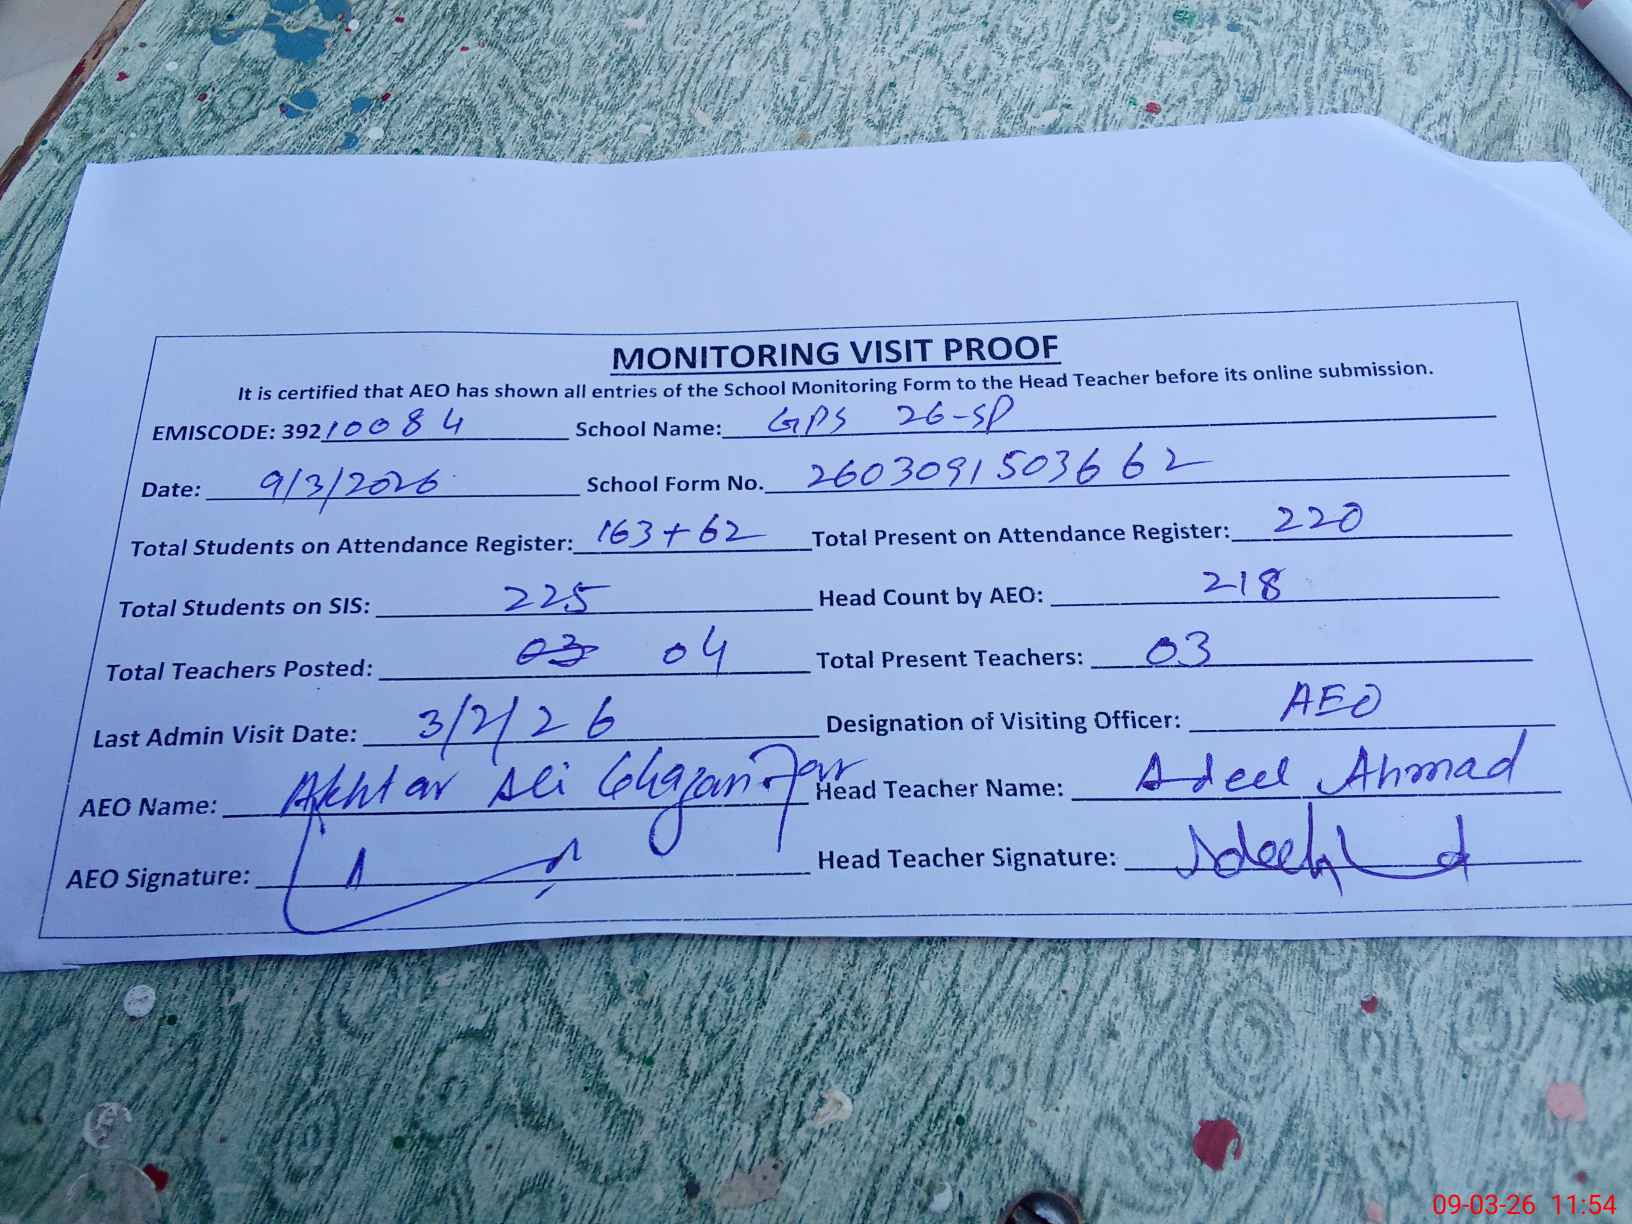 MONITORING VISIT PROOF
It is certified that AEO has shown all entries of the School Monitoring Form to the Head Teacher before its online submission.
EMISCODE: 39210084 School Name: GPS 26-SP
Date: 9/3/2026 School Form No. 2603091503662
Total Students on Attendance Register: 163+62 Total Present on Attendance Register: 220
Total Students on SIS: 225 Head Count by AEO: 218
Total Teachers Posted: 03 04 Total Present Teachers: 03
Last Admin Visit Date: 3/2/26 Designation of Visiting Officer: AEO
AEO Name: Akhtar Ali Ghazanfar Head Teacher Name: Adeel Ahmad
AEO Signature: Head Teacher Signature:
09-03-26 11:54